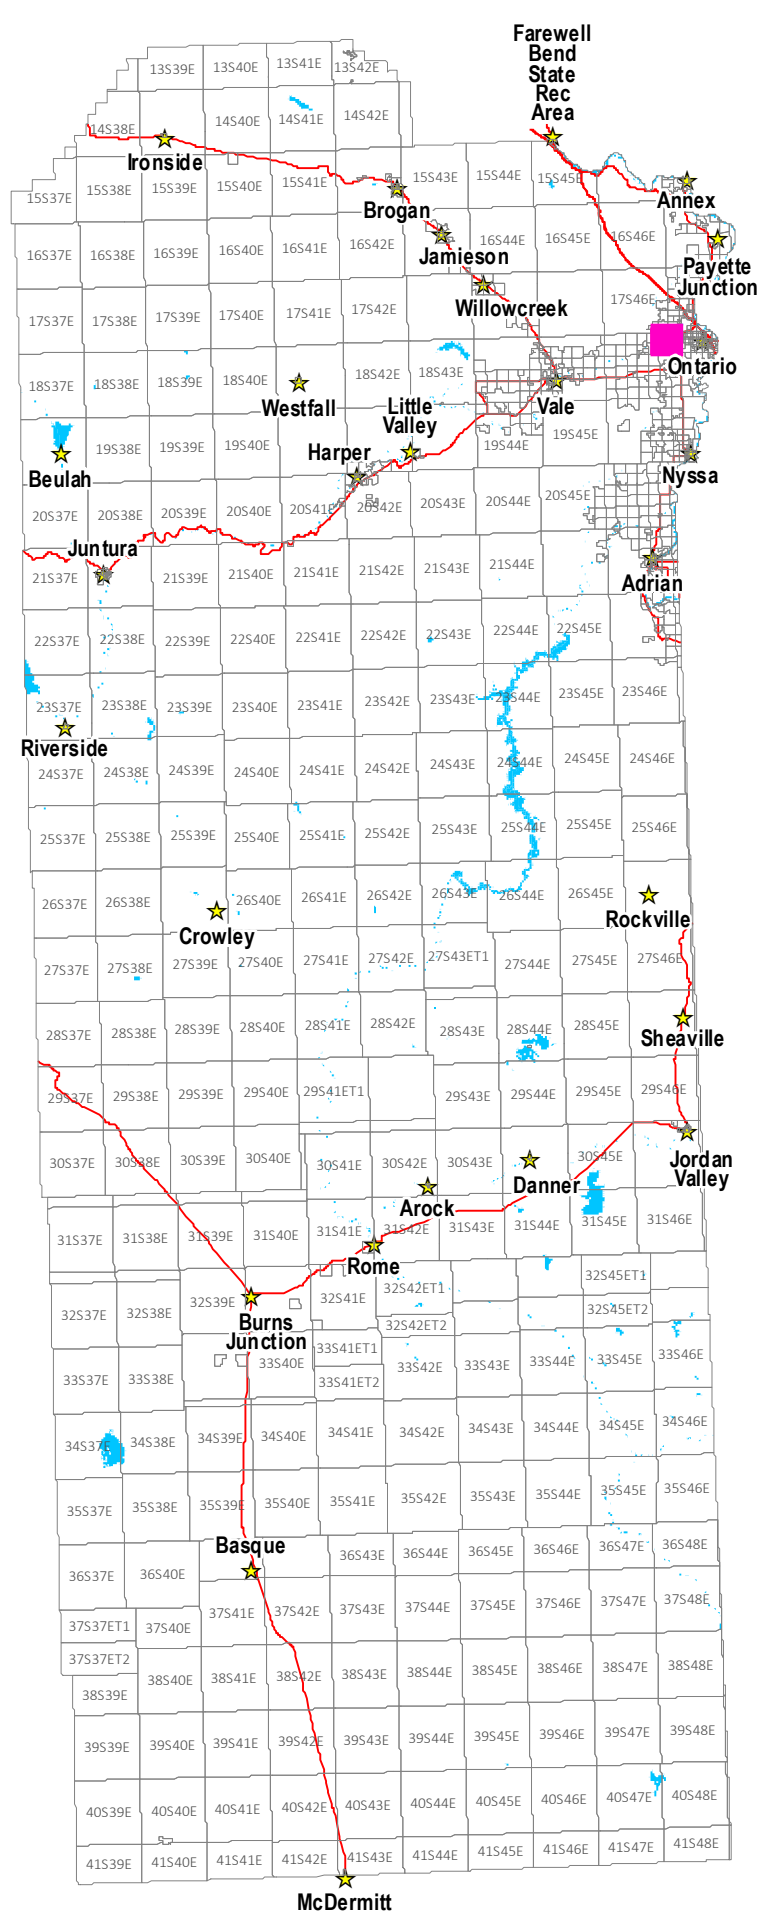 Farewell
Bend
State
Rec
Area
13S39E 13S40E 13S41E 13S42E
14S38E 14S40E 14S41E 14S42E
Ironside
15S37E 15S38E 15S39E 15S40E 15S41E 15S43E 15S44E 15S45E
Annex
Brogan
16S37E 16S38E 16S39E 16S40E 16S41E 16S42E 16S44E 16S45E 16S46E
Jamieson
Payette
Junction
17S37E 17S38E 17S39E 17S40E 17S41E 17S42E 17S46E
Willowcreek
Ontario
18S37E 18S38E 18S39E 18S40E 18S42E 18S43E
Westfall
Little
Valley
Vale
19S38E 19S39E 19S40E 19S44E 19S45E
Beulah
Harper
Nyssa
20S37E 20S38E 20S39E 20S40E 20S41E 20S42E 20S43E 20S44E 20S45E
Juntura
21S37E 21S39E 21S40E 21S41E 21S42E 21S43E 21S44E
Adrian
22S37E 22S38E 22S39E 22S40E 22S41E 22S42E 22S43E 22S44E 22S45E
23S37E 23S38E 23S39E 23S40E 23S41E 23S42E 23S43E 23S44E 23S45E 23S46E
Riverside
24S37E 24S38E 24S39E 24S40E 24S41E 24S42E 24S43E 24S44E 24S45E 24S46E
25S37E 25S38E 25S39E 25S40E 25S41E 25S42E 25S43E 25S44E 25S45E 25S46E
26S37E 26S38E 26S40E 26S41E 26S42E 26S43E 26S44E 26S45E
Rockville
Crowley
27S37E 27S38E 27S39E 27S40E 27S41E 27S42E 27S43ET1 27S44E 27S45E 27S46E
28S37E 28S38E 28S39E 28S40E 28S41E 28S42E 28S43E 28S44E 28S45E
Sheaville
29S37E 29S38E 29S39E 29S40E 29S41ET1 29S43E 29S44E 29S45E 29S46E
30S37E 30S38E 30S39E 30S40E 30S41E 30S42E 30S43E 30S45E
Jordan
Valley
Danner
Arock
31S37E 31S38E 31S39E 31S40E 31S41E 31S42E 31S43E 31S44E 31S45E 31S46E
Rome
32S37E 32S38E 32S39E 32S41E 32S42ET1 32S45ET1
32S42ET2 32S45ET2
Burns
Junction
33S37E 33S38E 33S40E 33S41ET1 33S42E 33S43E 33S44E 33S45E 33S46E
33S41ET2
34S37E 34S38E 34S39E 34S40E 34S41E 34S42E 34S43E 34S44E 34S45E 34S46E
35S37E 35S38E 35S39E 35S40E 35S41E 35S42E 35S43E 35S44E 35S45E 35S46E
Basque
36S37E 36S40E 36S43E 36S44E 36S45E 36S46E 36S47E 36S48E
37S37ET1 37S40E 37S41E 37S42E 37S43E 37S44E 37S45E 37S46E 37S47E 37S48E
37S37ET2
38S39E 38S40E 38S41E 38S42E 38S43E 38S44E 38S45E 38S46E 38S47E 38S48E
39S39E 39S40E 39S41E 39S42E 39S43E 39S44E 39S45E 39S46E 39S47E 39S48E
40S39E 40S40E 40S41E 40S42E 40S43E 40S44E 40S45E 40S46E 40S47E 40S48E
41S39E 41S40E 41S41E 41S42E 41S43E 41S44E 41S45E 41S46E 41S47E 41S48E
McDermitt